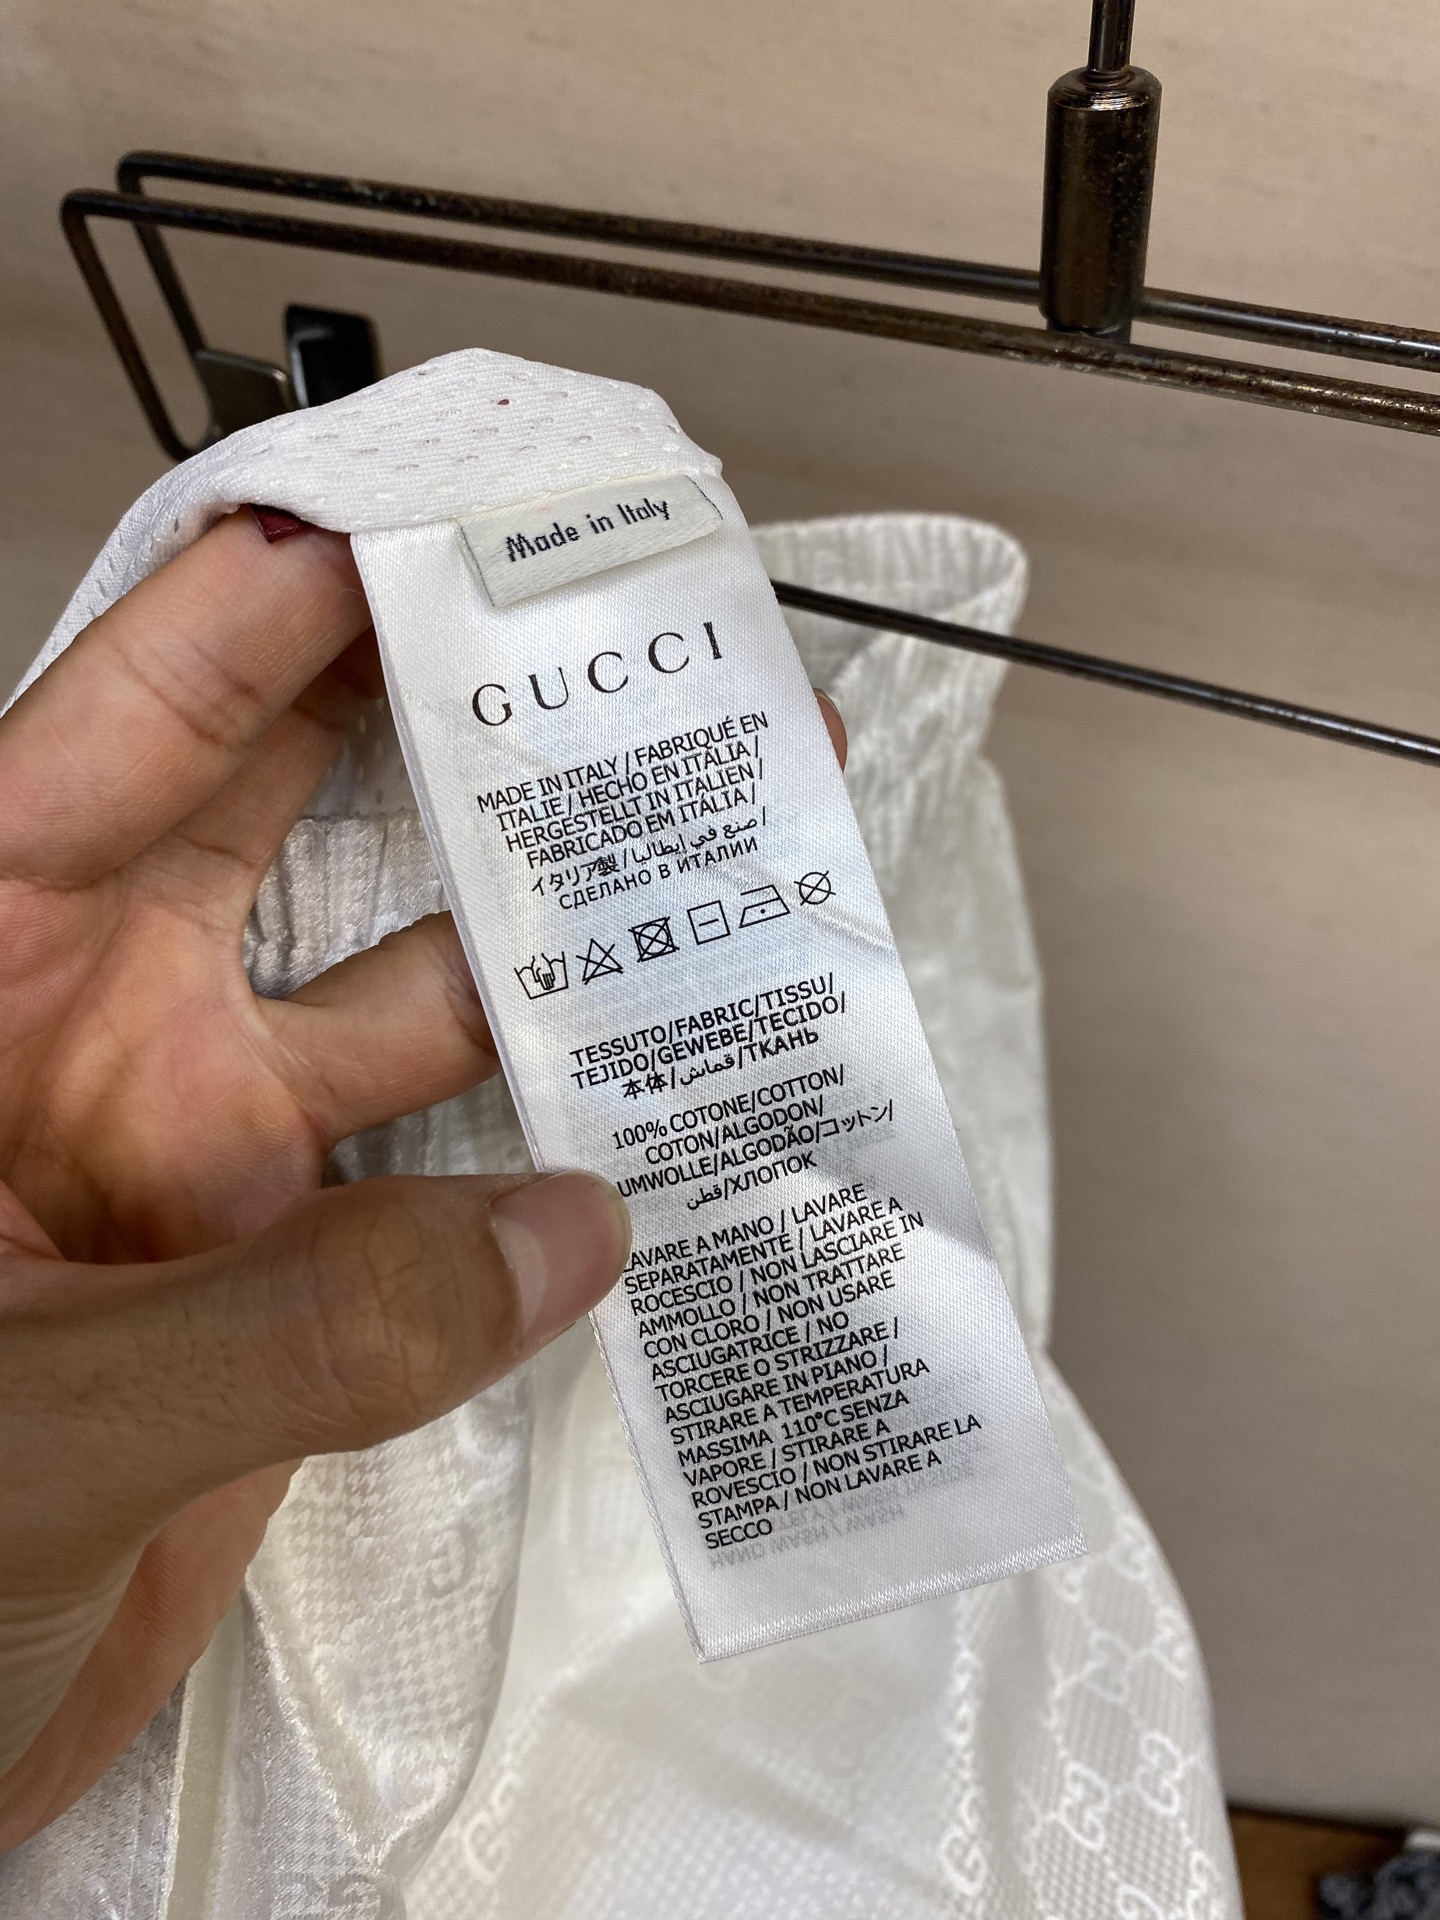 Made in Italy
GUCCI
MADE IN ITALY / FABRIQUÉ EN
ITALIE / HECHO EN ITALIA /
HERGESTELLT IN ITALIEN /
FABRICADO EM ITÁLIA /
イタリア製 / صنع في إيطاليا /
СДЕЛАНО В ИТАЛИИ
TESSUTO/FABRIC/TISSU/
TEJIDO/GEWEBE/TECIDO/
本体/قماش/ТКАНЬ
100% COTONE/COTTON/
COTON/ALGODON/
UMWOLLE/ALGODÃO/コットン/
قطن/ХЛОПОК
LAVARE A MANO / LAVARE
SEPARATAMENTE / LAVARE A
ROCESCIO / NON LASCIARE IN
AMMOLLO / NON TRATTARE
CON CLORO / NON USARE
ASCIUGATRICE / NO
TORCERE O STRIZZARE /
ASCIUGARE IN PIANO /
STIRARE A TEMPERATURA
MASSIMA 110°C SENZA
VAPORE / STIRARE A
ROVESCIO / NON STIRARE LA
STAMPA / NON LAVARE A
SECCO